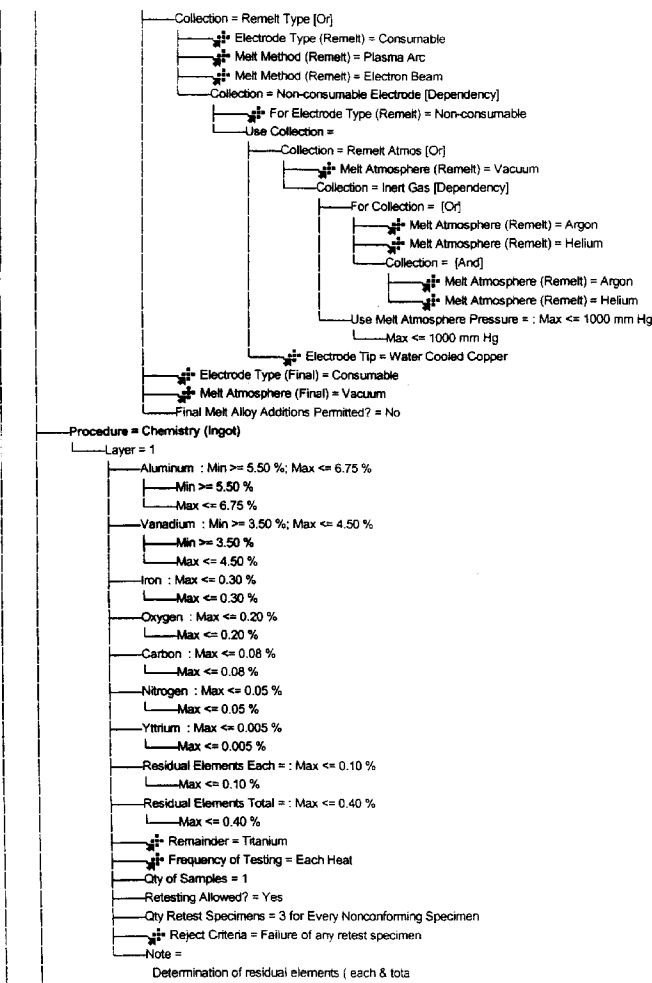 Collection = Remelt Type [Or]
Electrode Type (Remelt) = Consumable
Melt Method (Remelt) = Plasma Arc
Melt Method (Remelt) = Electron Beam
Collection = Non-consumable Electrode [Dependency]
For Electrode Type (Remelt) = Non-consumable
Use Collection =
Collection = Remelt Atmos [Or]
Melt Atmosphere (Remelt) = Vacuum
Collection = Inert Gas [Dependency]
For Collection = [Or]
Melt Atmosphere (Remelt) = Argon
Melt Atmosphere (Remelt) = Helium
Collection = [And]
Melt Atmosphere (Remelt) = Argon
Melt Atmosphere (Remelt) = Helium
Use Melt Atmosphere Pressure = : Max <= 1000 mm Hg
Max <= 1000 mm Hg
Electrode Tip = Water Cooled Copper
Electrode Type (Final) = Consumable
Melt Atmosphere (Final) = Vacuum
Final Melt Alloy Additions Permitted? = No
Procedure = Chemistry (Ingot)
Layer = 1
Aluminum : Min >= 5.50 %; Max <= 6.75 %
Min >= 5.50 %
Max <= 6.75 %
Vanadium : Min >= 3.50 %; Max <= 4.50 %
Min >= 3.50 %
Max <= 4.50 %
Iron : Max <= 0.30 %
Max <= 0.30 %
Oxygen : Max <= 0.20 %
Max <= 0.20 %
Carbon : Max <= 0.08 %
Max <= 0.08 %
Nitrogen : Max <= 0.05 %
Max <= 0.05 %
Yttrium : Max <= 0.005 %
Max <= 0.005 %
Residual Elements Each = : Max <= 0.10 %
Max <= 0.10 %
Residual Elements Total = : Max <= 0.40 %
Max <= 0.40 %
Remainder = Titanium
Frequency of Testing = Each Heat
Qty of Samples = 1
Retesting Allowed? = Yes
Qty Retest Specimens = 3 for Every Nonconforming Specimen
Reject Criteria = Failure of any retest specimen
Note =
Determination of residual elements ( each & tota